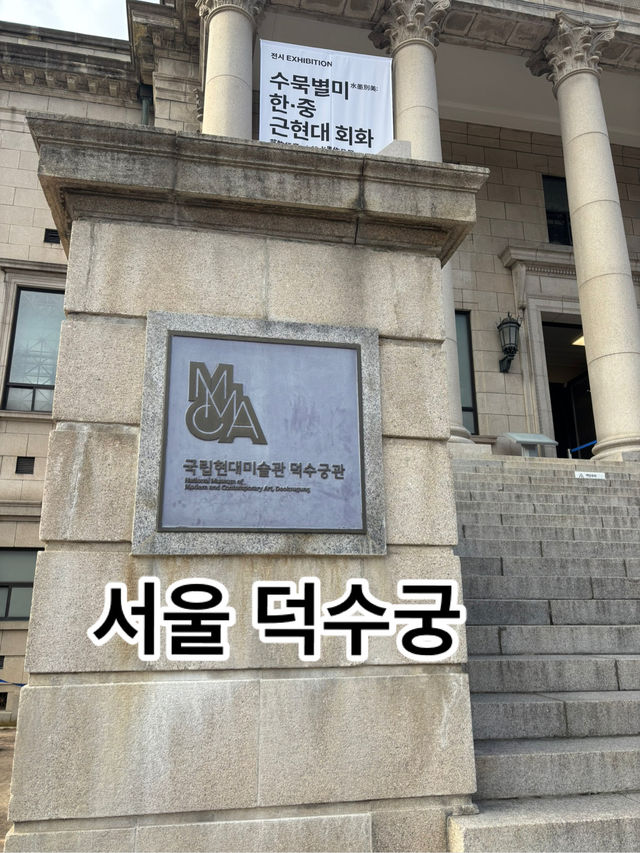 전시 EXHIBITION
수묵별미 水墨別美:
한·중
근현대 회화
MMCA
국립현대미술관 덕수궁관
National Museum of
Modern and Contemporary Art, Deoksugung
서울 덕수궁